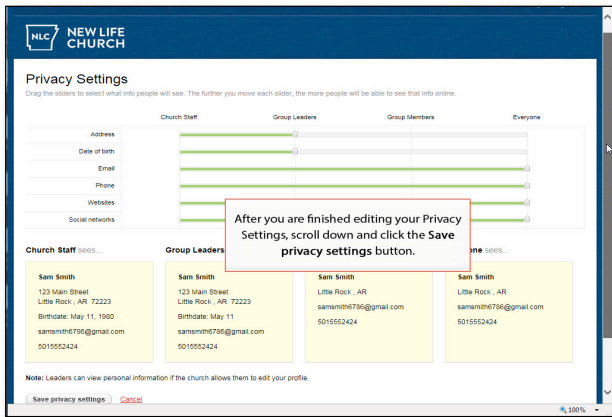 NLC
NEW LIFE
CHURCH
Privacy Settings
Drag the sliders to select what info people will see. The further you move each slider, the more people will be able to see that info online.
Church Staff Group Leaders Group Members Everyone
Address
Date of birth
Email
Phone
Websites
Social networks
After you are finished editing your Privacy
Settings, scroll down and click the Save
privacy settings button.
Church Staff sees...
Sam Smith
123 Main Street
Little Rock , AR 72223
Birthdate: May 11, 1980
samsmith6786@gmail.com
5015552424
Group Leaders
Sam Smith
123 Main Street
Little Rock , AR 72223
Birthdate: May 11
samsmith6786@gmail.com
5015552424
Sam Smith
Little Rock , AR
samsmith6786@gmail.com
5015552424
one sees...
Sam Smith
Little Rock , AR
samsmith6786@gmail.com
5015552424
Note: Leaders can view personal information if the church allows them to edit your profile.
Save privacy settings Cancel
100%